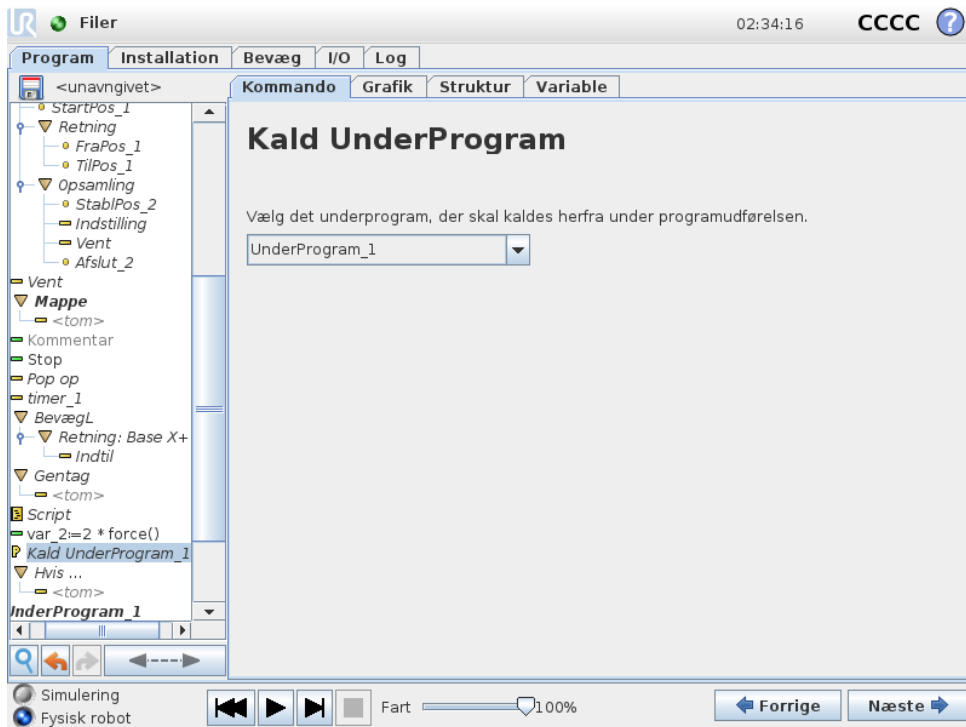 UR Filer 02:34:16 CCCC ?
Program Installation Bevæg I/O Log
<unavngivet> Kommando Grafik Struktur Variable
StartPos_1
Retning
FraPos_1
TilPos_1
Opsamling
StablPos_2
Indstilling
Vent
Afslut_2
Vent
Mappe
<tom>
Kommentar
Stop
Pop op
timer_1
BevægL
Retning: Base X+
Indtil
Gentag
<tom>
Script
var_2:=2 * force()
P Kald UnderProgram_1
Hvis ...
<tom>
UnderProgram_1
Kald UnderProgram
Vælg det underprogram, der skal kaldes herfra under programudførelsen.
UnderProgram_1
Simulering
Fysisk robot
Fart 100%
Forrige Næste